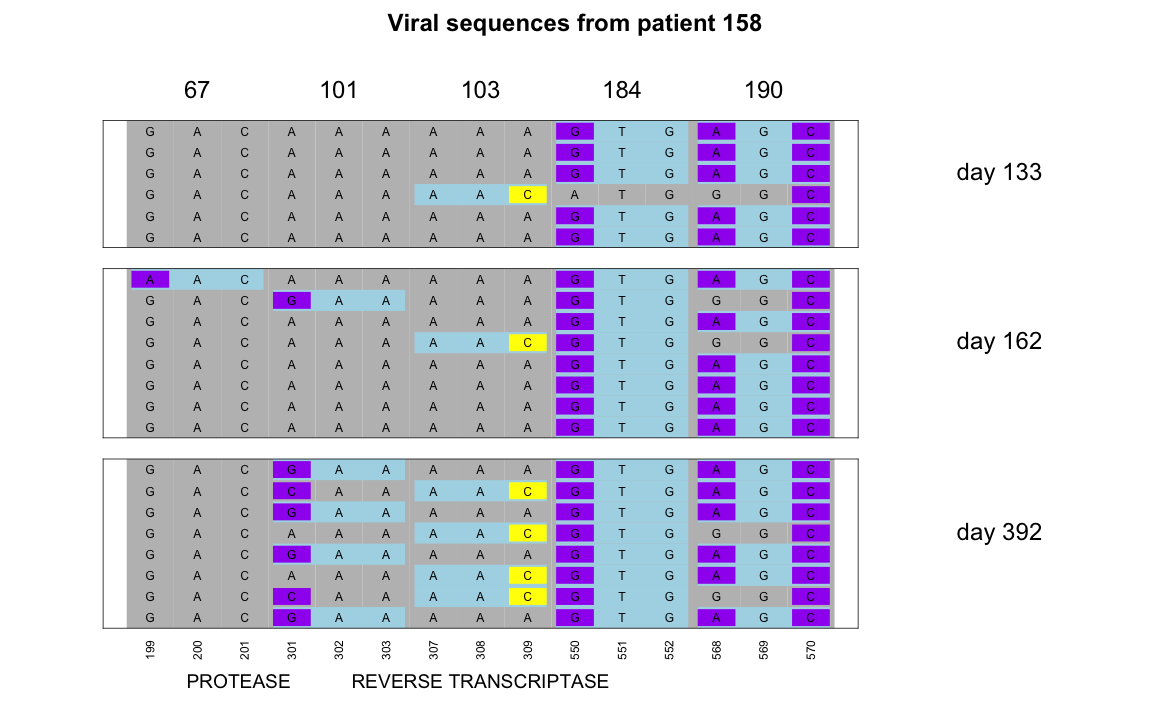 Viral sequences from patient 158
67 101 103 184 190
G A C A A A A A A G T G A G C
G A C A A A A A A G T G A G C
G A C A A A A A A G T G A G C
day 133
G A C A A A A A C A T G G G C
G A C A A A A A A G T G A G C
G A C A A A A A A G T G A G C
A A C A A A A A A G T G A G C
G A C G A A A A A G T G G G C
G A C A A A A A A G T G A G C
day 162
G A C A A A A A C G T G G G C
G A C A A A A A A G T G A G C
G A C A A A A A A G T G A G C
G A C A A A A A A G T G A G C
G A C A A A A A A G T G A G C
G A C G A A A A A G T G A G C
G A C C A A A A C G T G A G C
G A C G A A A A A G T G A G C
G A C A A A A A C G T G G G C
day 392
G A C G A A A A A G T G A G C
G A C A A A A A C G T G A G C
G A C C A A A A C G T G G G C
G A C G A A A A A G T G A G C
199 200 201 301 302 303 307 308 309 550 551 552 568 569 570
PROTEASE REVERSE TRANSCRIPTASE